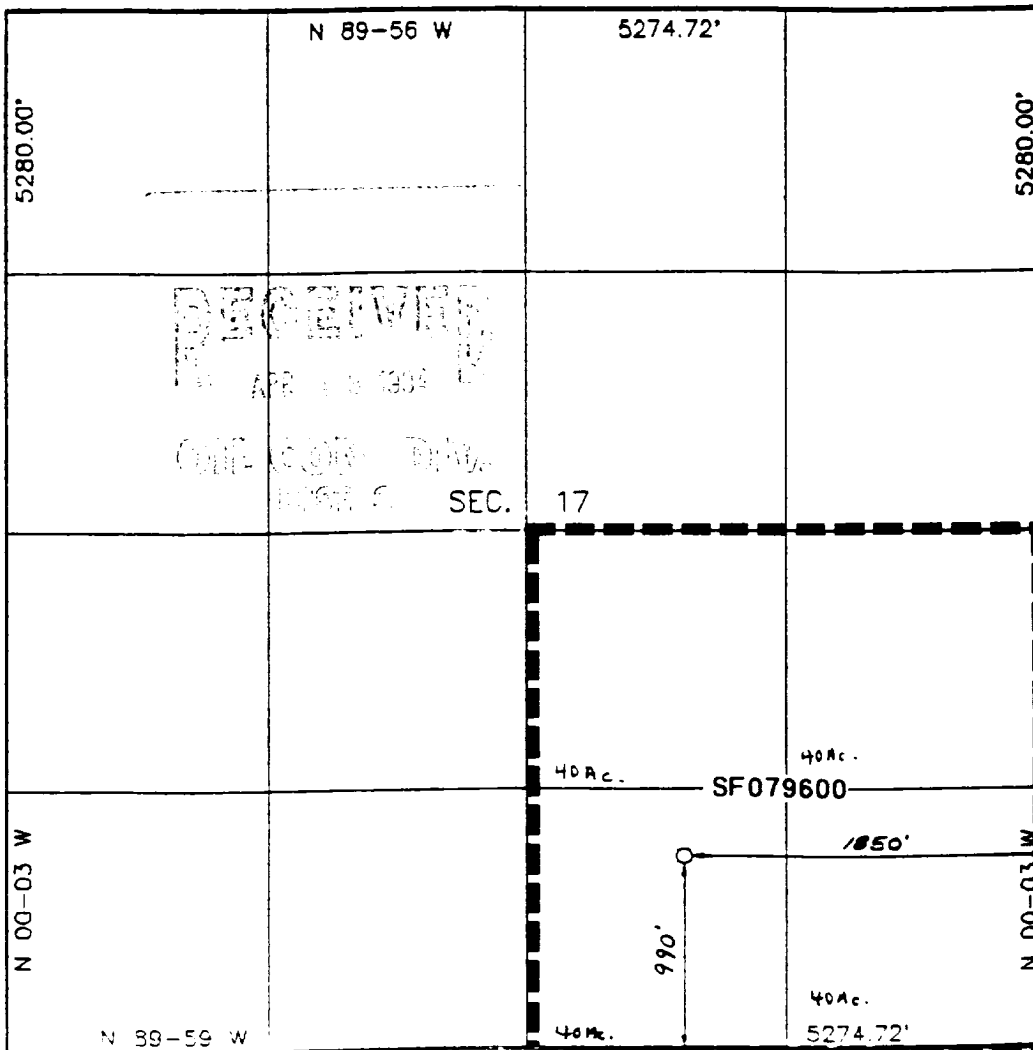 N 89-56 W 5274.72'
5280.00' 5280.00'
RECEIVED
SEC. 17
40Ac. 40Ac.
SF079600
1850'
990'
N 00-03 W N 00-03 W
40Ac.
N 89-59 W 40Ac. 5274.72'